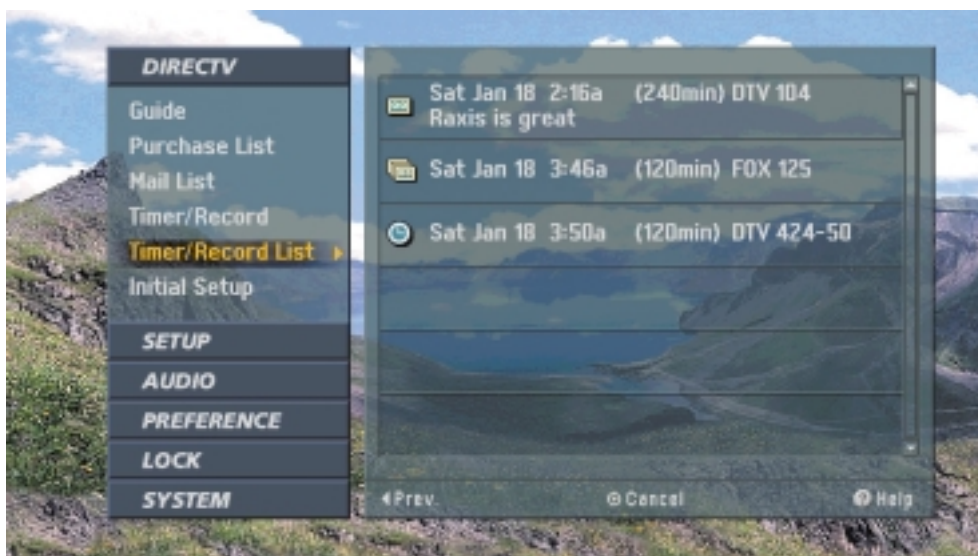 DIRECTV
Guide
Purchase List
Mail List
Timer/Record
Timer/Record List
Initial Setup
SETUP
AUDIO
PREFERENCE
LOCK
SYSTEM
Sat Jan 18 2:16a (240min) DTV 104
Raxis is great
Sat Jan 18 3:46a (120min) FOX 125
Sat Jan 18 3:50a (120min) DTV 424-50
Prev. Cancel Help